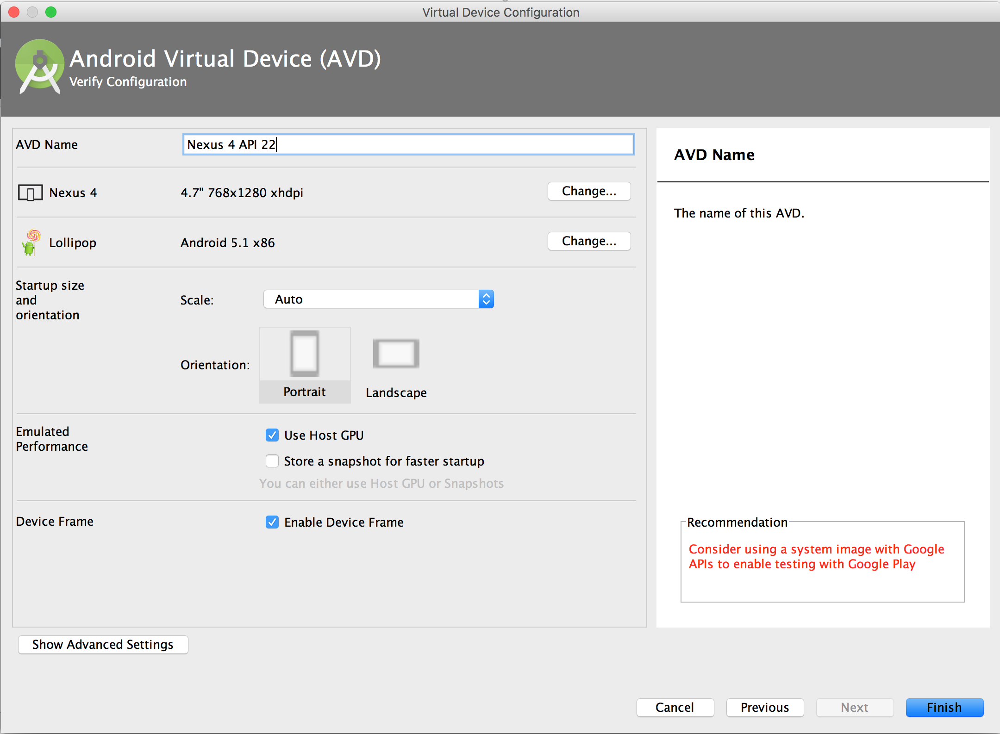 Virtual Device Configuration
Android Virtual Device (AVD)
Verify Configuration
AVD Name
Nexus 4 API 22
Nexus 4
4.7" 768x1280 xhdpi
Change...
Lollipop
Android 5.1 x86
Change...
Startup size
and
orientation
Scale:
Auto
Orientation:
Portrait
Landscape
Emulated
Performance
Use Host GPU
Store a snapshot for faster startup
You can either use Host GPU or Snapshots
Device Frame
Enable Device Frame
AVD Name
The name of this AVD.
Recommendation
Consider using a system image with Google
APIs to enable testing with Google Play
Show Advanced Settings
Cancel
Previous
Next
Finish